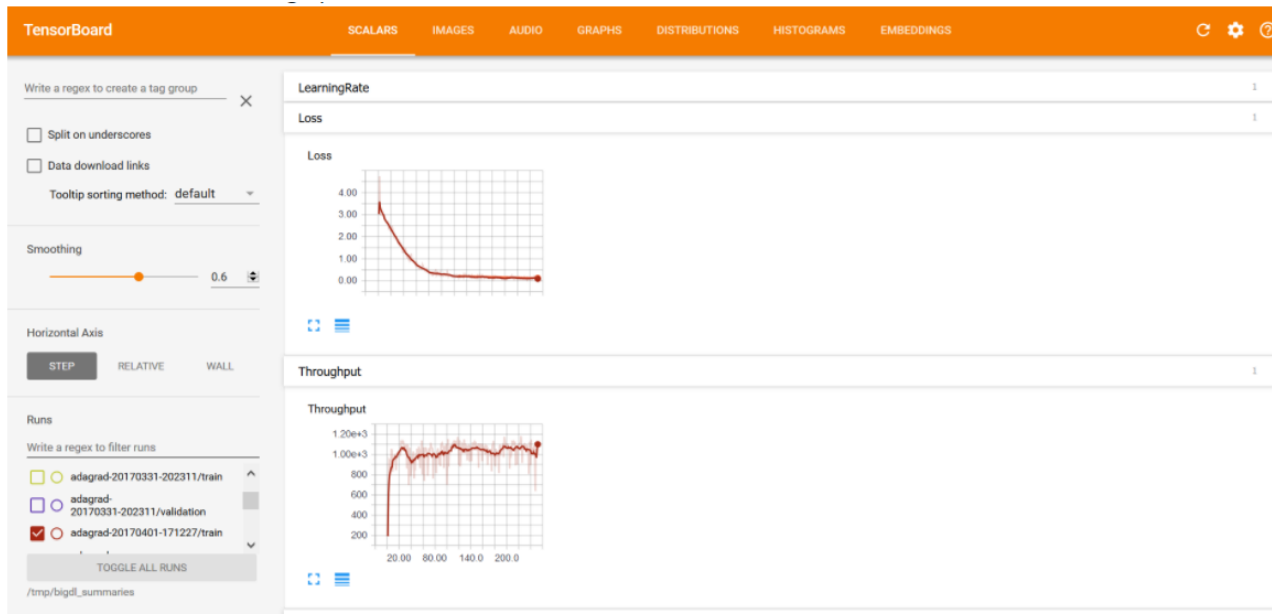 TensorBoard
SCALARS IMAGES AUDIO GRAPHS DISTRIBUTIONS HISTOGRAMS EMBEDDINGS
Write a regex to create a tag group
Split on underscores
Data download links
Tooltip sorting method: default
Smoothing
0.6
Horizontal Axis
STEP RELATIVE WALL
Runs
Write a regex to filter runs
adagrad-20170331-202311/train
adagrad-
20170331-202311/validation
adagrad-20170401-171227/train
TOGGLE ALL RUNS
/tmp/bigdl_summaries
LearningRate 1
Loss 1
Loss
4.00
3.00
2.00
1.00
0.00
Throughput 1
Throughput
1.20e+3
1.00e+3
800
600
400
200
20.00 80.00 140.0 200.0